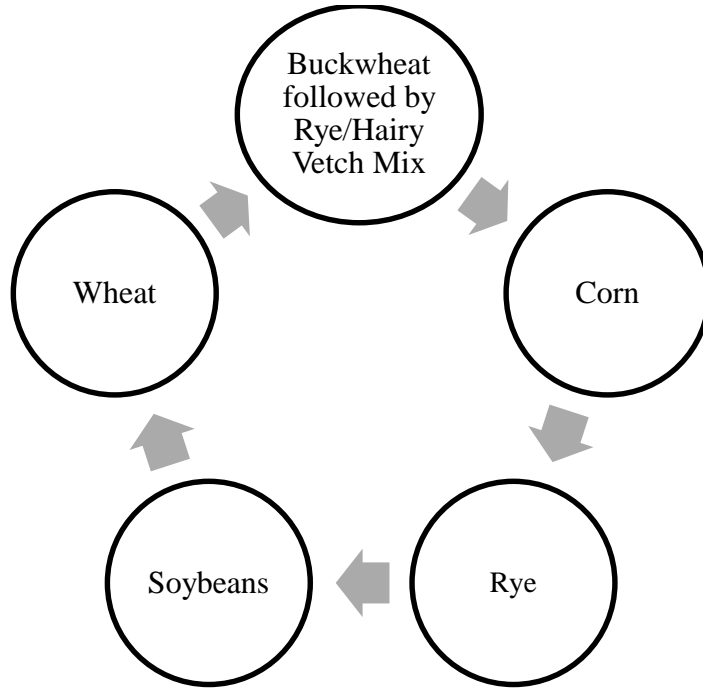 Buckwheat
followed by
Rye/Hairy
Vetch Mix
Corn
Rye
Soybeans
Wheat